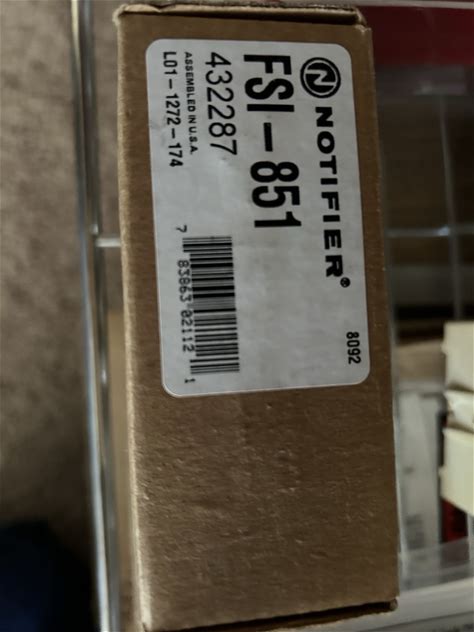 NOTIFIER®
FSI-851
432287
ASSEMBLED IN U.S.A.
L01-1272-174
8092
7 83863 02112 1